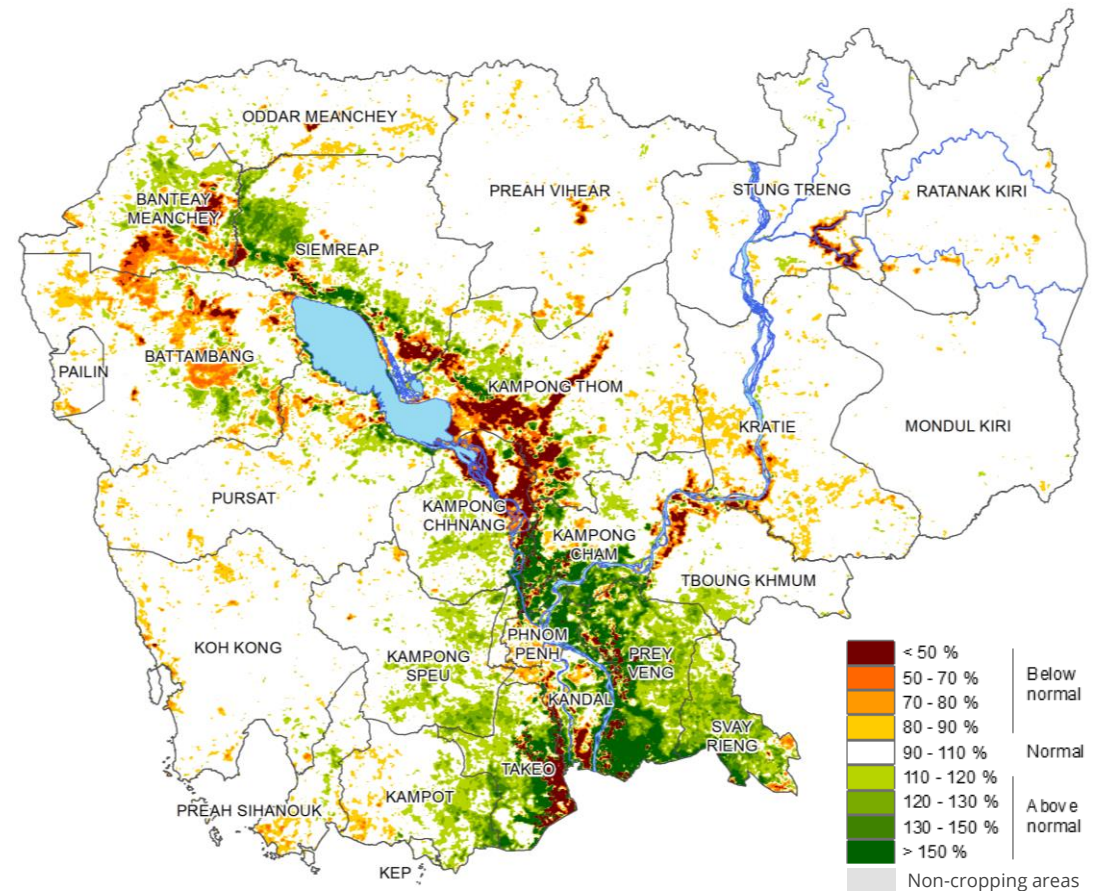 ODDAR MEANCHEY
BANTEAY
MEANCHEY
PREAH VIHEAR
STUNG TRENG
RATANAK KIRI
SIEMREAP
BATTAMBANG
PAILIN
KAMPONG THOM
KRATIE
MONDUL KIRI
PURSAT
KAMPONG
CHHNANG
KAMPONG
CHAM
TBOUNG KHMUM
KOH KONG
KAMPONG
SPEU
PHNOM
PENH
PREY
VENG
KANDAL
SVAY
RIENG
TAKEO
KAMPOT
PREAH SIHANOUK
KEP
< 50 %
50 - 70 %
70 - 80 %
80 - 90 %
Below
normal
90 - 110 %
Normal
110 - 120 %
120 - 130 %
130 - 150 %
> 150 %
Above
normal
Non-cropping areas